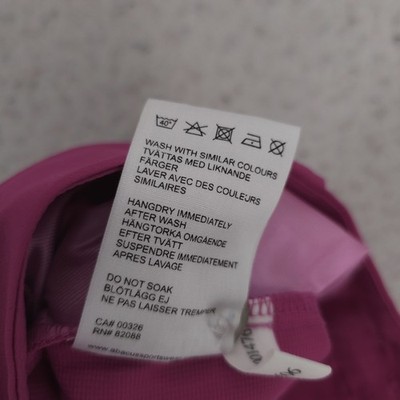 40°
WASH WITH SIMILAR COLOURS
TVÄTTAS MED LIKNANDE
FÄRGER
LAVER AVEC DES COULEURS
SIMILAIRES
HANGDRY IMMEDIATELY
AFTER WASH
HÄNGTORKA OMGÅENDE
EFTER TVÄTT
SUSPENDRE IMMEDIATEMENT
APRES LAVAGE
DO NOT SOAK
BLÖTLÄGG EJ
NE PAS LAISSER TREMPER
CA# 00326
RN# 82088